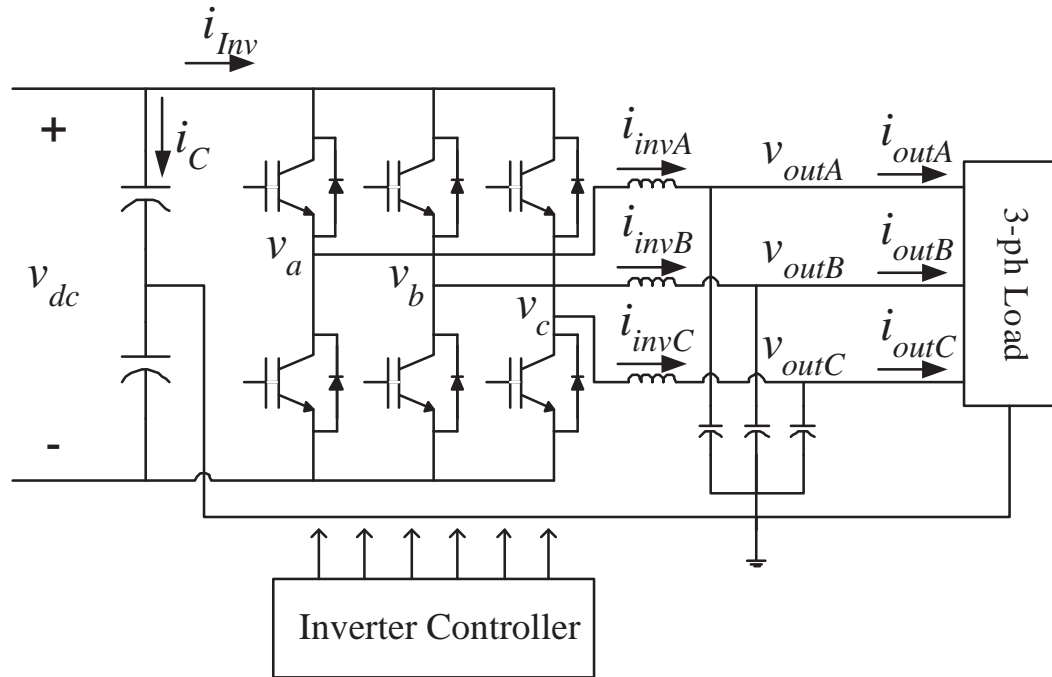 i_Inv
+
i_C
i_invA
v_outA
i_outA
v_a
i_invB
v_outB
i_outB
3-ph Load
v_dc
v_b
v_c
i_invC
v_outC
i_outC
-
Inverter Controller